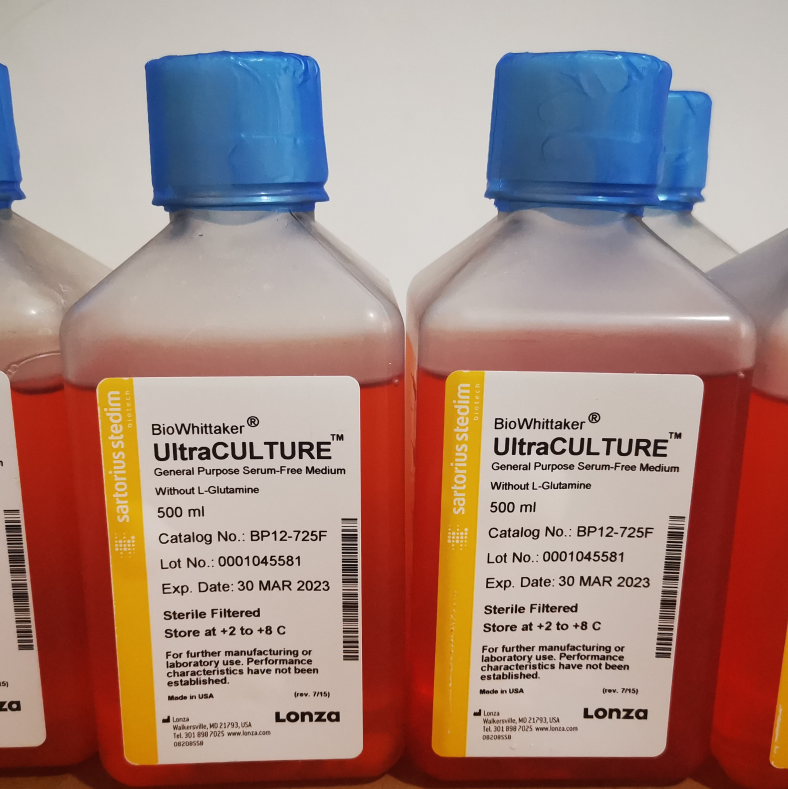 sartorius stedim
biotech
BioWhittaker®
UltraCULTURE™
General Purpose Serum-Free Medium
Without L-Glutamine
500 ml
Catalog No.: BP12-725F
Lot No.: 0001045581
Exp. Date: 30 MAR 2023
Sterile Filtered
Store at +2 to +8 C
For further manufacturing or
laboratory use. Performance
characteristics have not been
established.
Made in USA (rev. 7/15)
Lonza
Walkersville, MD 21793, USA
Tel. 301 898 7025 www.lonza.com
08208558
Lonza
sartorius stedim
biotech
BioWhittaker®
UltraCULTURE™
General Purpose Serum-Free Medium
Without L-Glutamine
500 ml
Catalog No.: BP12-725F
Lot No.: 0001045581
Exp. Date: 30 MAR 2023
Sterile Filtered
Store at +2 to +8 C
For further manufacturing or
laboratory use. Performance
characteristics have not been
established.
Made in USA (rev. 7/15)
Lonza
Walkersville, MD 21793, USA
Tel. 301 898 7025 www.lonza.com
08208558
Lonza